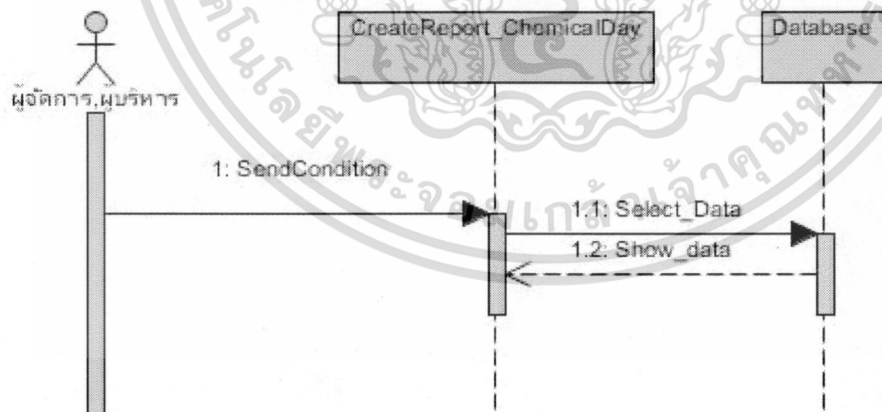 CreateReport_ChemicalDay
Database
ผู้จัดการ,ผู้บริหาร
1: SendCondition
1.1: Select_Data
1.2: Show_data